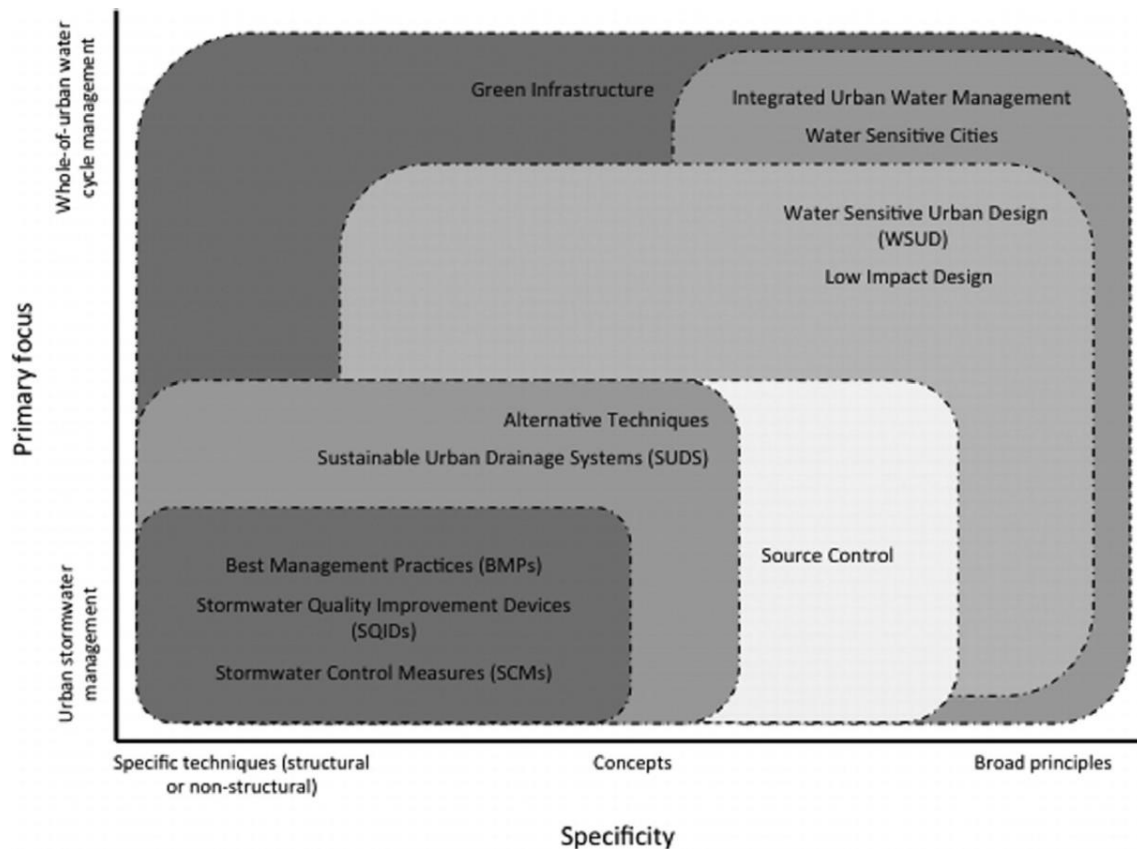 Whole-of-urban water
cycle management
Primary focus
Urban stormwater
management
Green Infrastructure
Integrated Urban Water Management
Water Sensitive Cities
Water Sensitive Urban Design
(WSUD)
Low Impact Design
Alternative Techniques
Sustainable Urban Drainage Systems (SUDS)
Source Control
Best Management Practices (BMPs)
Stormwater Quality Improvement Devices
(SQIDs)
Stormwater Control Measures (SCMs)
Specific techniques (structural
or non-structural)
Concepts
Broad principles
Specificity